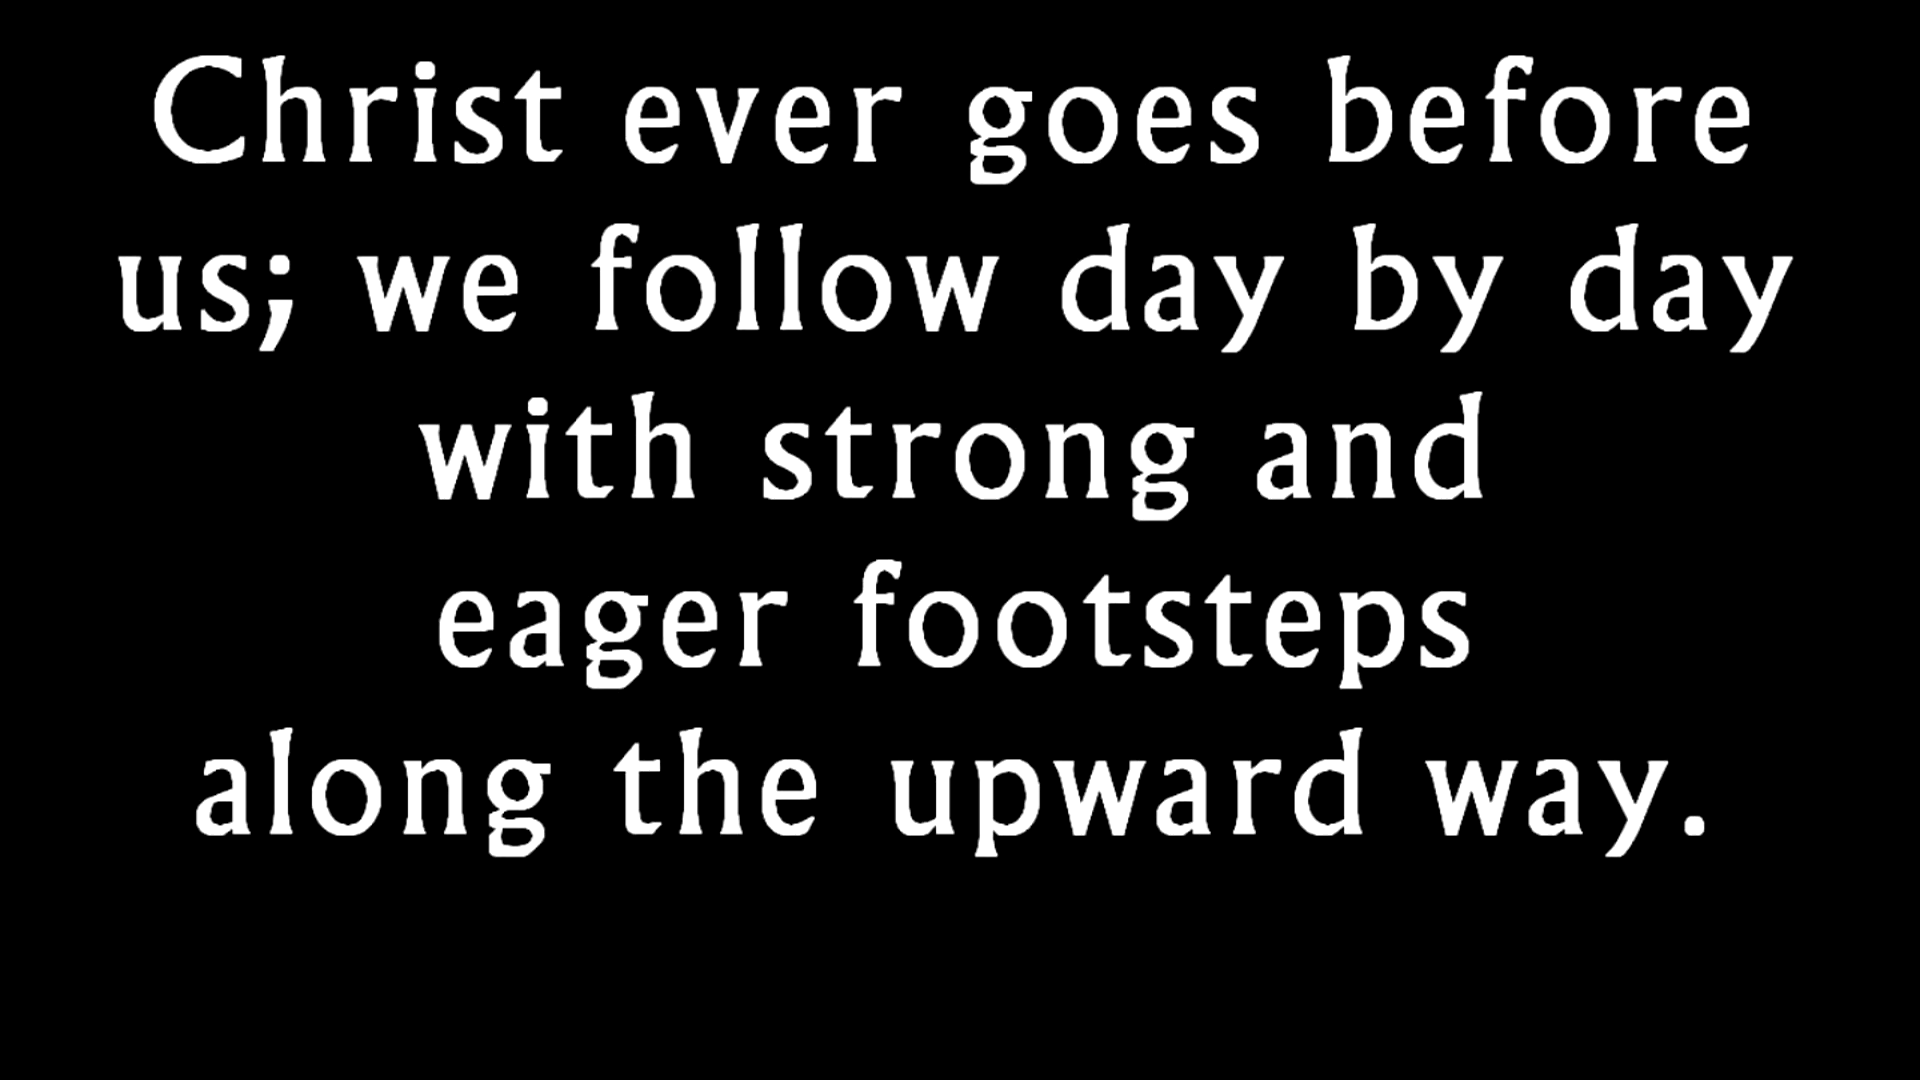 Christ ever goes before
us; we follow day by day
with strong and
eager footsteps
along the upward way.